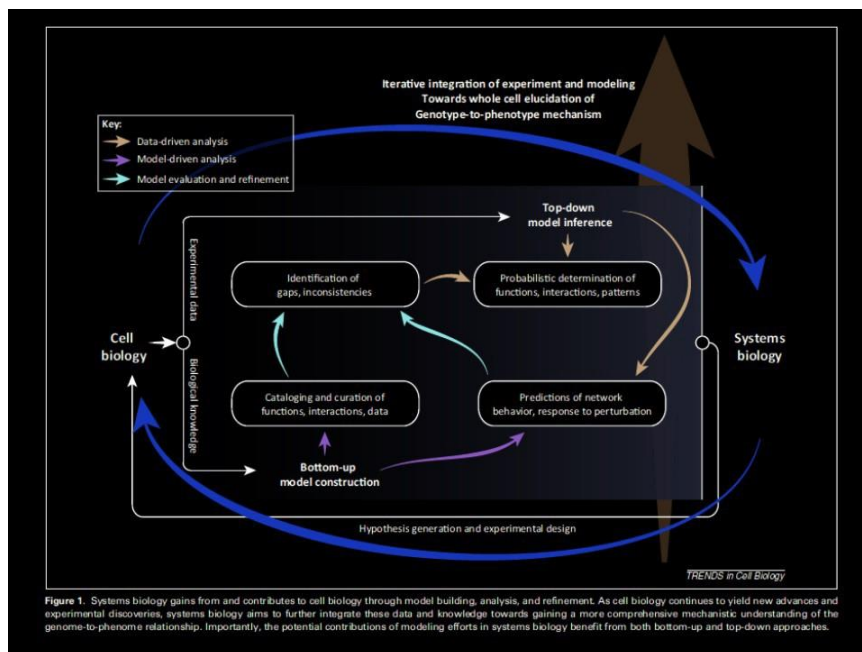 Iterative integration of experiment and modeling
Towards whole cell elucidation of
Genotype-to-phenotype mechanism
Key:
Data-driven analysis
Model-driven analysis
Model evaluation and refinement
Top-down
model inference
Experimental data
Identification of
gaps, inconsistencies
Probabilistic determination of
functions, interactions, patterns
Cell
biology
Systems
biology
Biological knowledge
Cataloging and curation of
functions, interactions, data
Predictions of network
behavior, response to perturbation
Bottom-up
model construction
Hypothesis generation and experimental design
TRENDS in Cell Biology
Figure 1. Systems biology gains from and contributes to cell biology through model building, analysis, and refinement. As cell biology continues to yield new advances and
experimental discoveries, systems biology aims to further integrate these data and knowledge towards gaining a more comprehensive mechanistic understanding of the
genome-to-phenome relationship. Importantly, the potential contributions of modeling efforts in systems biology benefit from both bottom-up and top-down approaches.